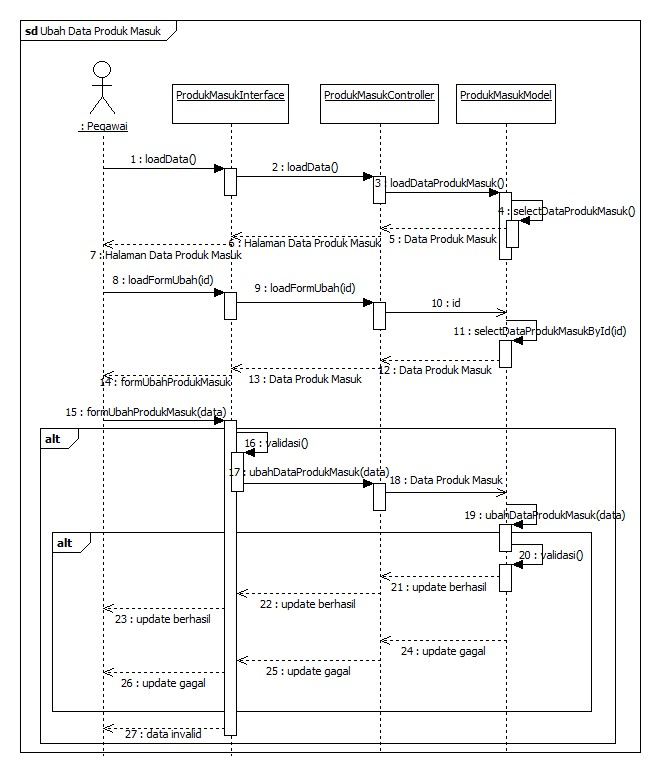 sd Ubah Data Produk Masuk
: Pegawai
ProdukMasukInterface
ProdukMasukController
ProdukMasukModel
1 : loadData()
2 : loadData()
3 : loadDataProdukMasuk()
4 : selectDataProdukMasuk()
5 : Data Produk Masuk
6 : Halaman Data Produk Masuk
7 : Halaman Data Produk Masuk
8 : loadFormUbah(id)
9 : loadFormUbah(id)
10 : id
11 : selectDataProdukMasukById(id)
12 : Data Produk Masuk
13 : Data Produk Masuk
14 : formUbahProdukMasuk
15 : formUbahProdukMasuk(data)
alt
16 : validasi()
17 : ubahDataProdukMasuk(data)
18 : Data Produk Masuk
19 : ubahDataProdukMasuk(data)
alt
20 : validasi()
21 : update berhasil
22 : update berhasil
23 : update berhasil
24 : update gagal
25 : update gagal
26 : update gagal
27 : data invalid